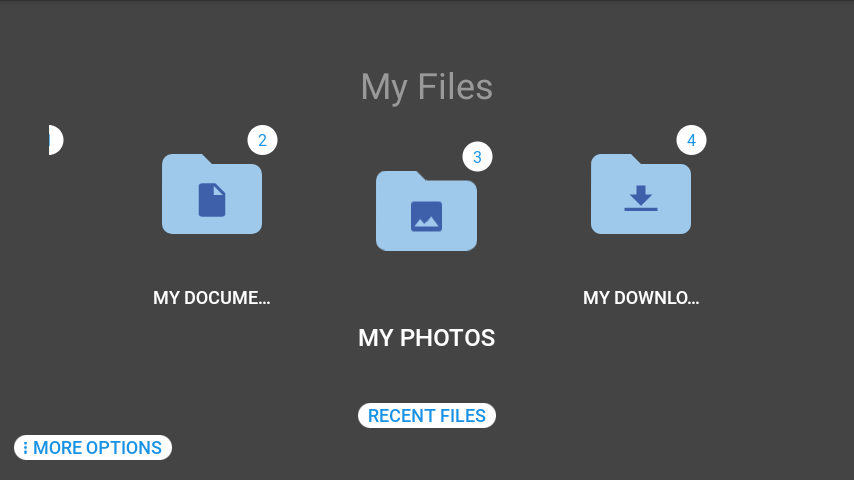 My Files
2
3
4
MY DOCUME...
MY DOWNLO...
MY PHOTOS
RECENT FILES
MORE OPTIONS